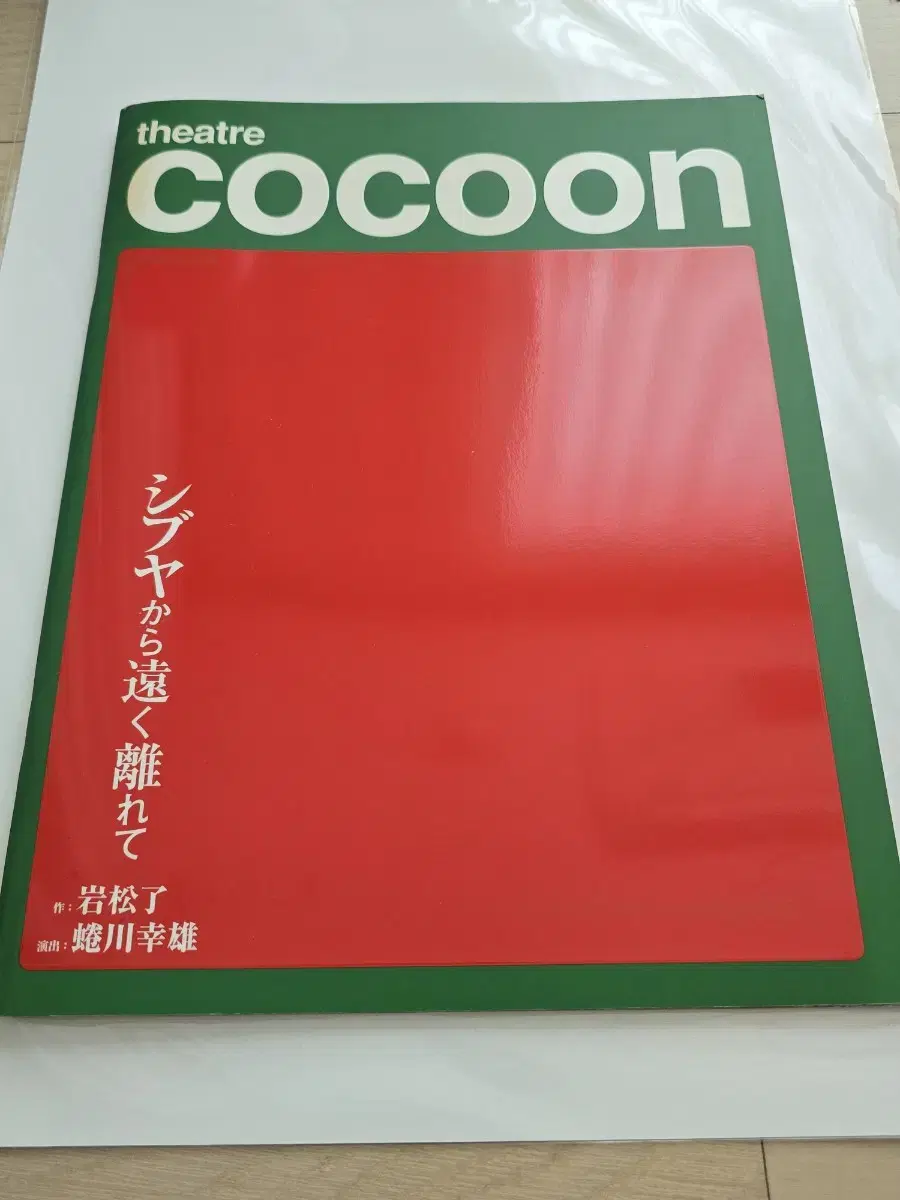 theatre
cocoon
シブヤから遠く離れて
作:岩松了
演出:蜷川幸雄